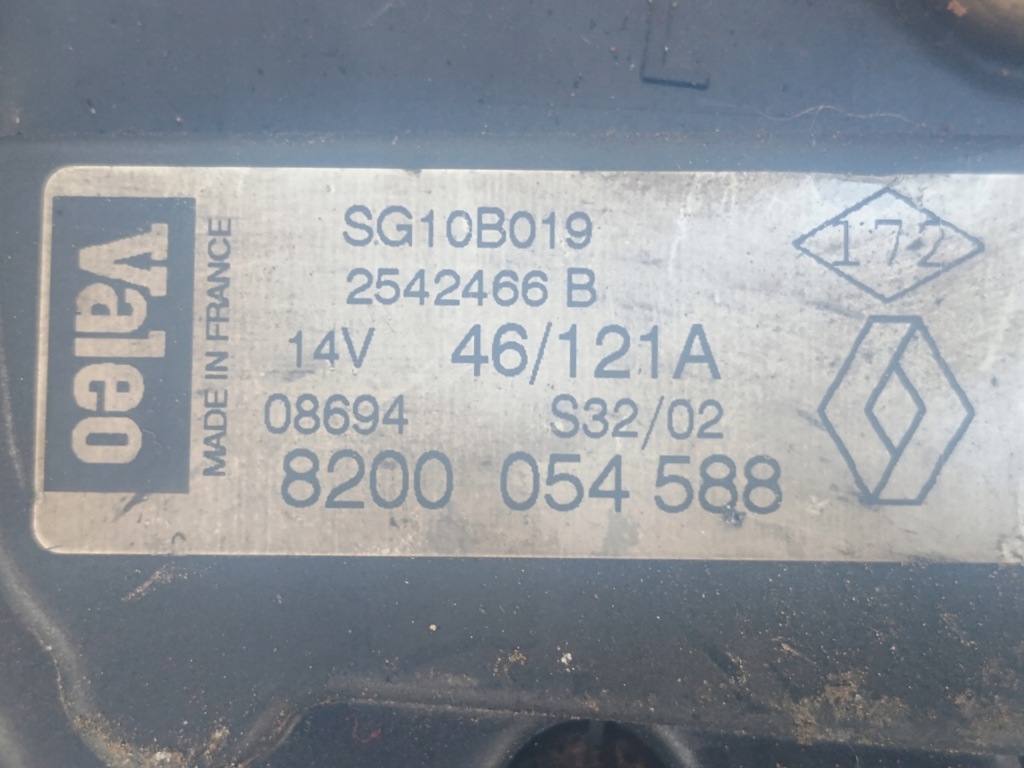 Valeo
MADE IN FRANCE
SG10B019
2542466 B
14V 46/121A
08694 S32/02
8200 054 588
172